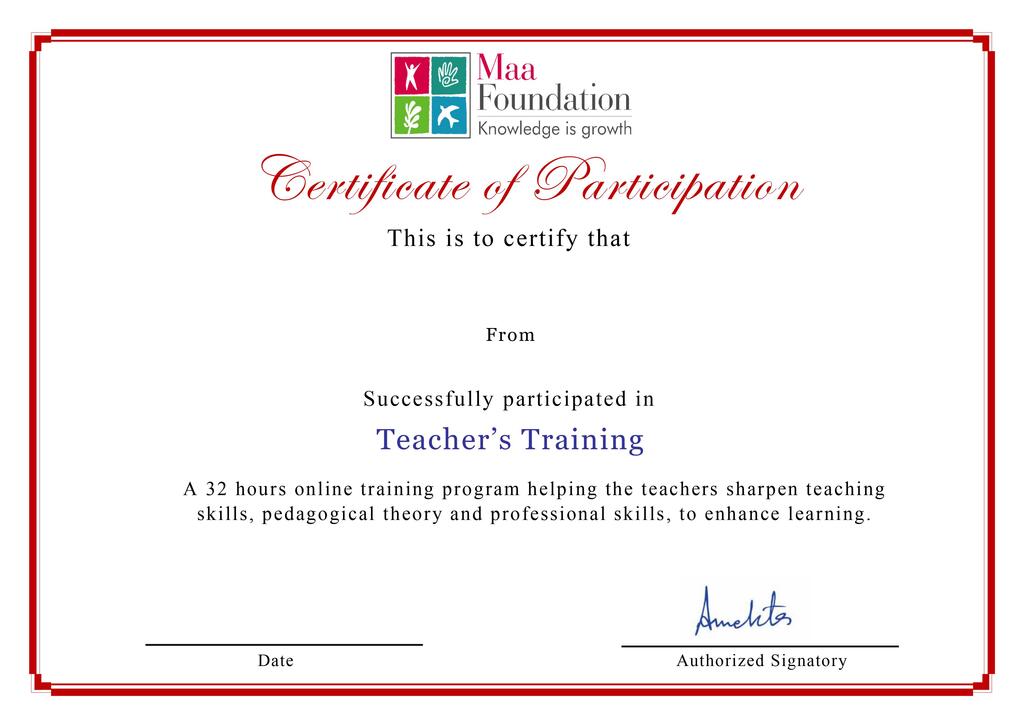 Maa
Foundation
Knowledge is growth
Certificate of Participation
This is to certify that
From
Successfully participated in
Teacher’s Training
A 32 hours online training program helping the teachers sharpen teaching
skills, pedagogical theory and professional skills, to enhance learning.
Date
Authorized Signatory